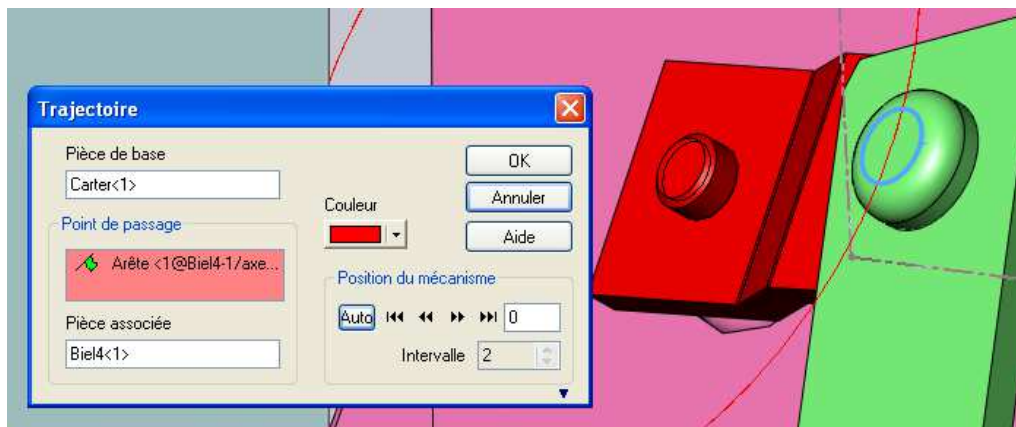 Trajectoire
Pièce de base
Carter<1>
Point de passage
Arête <1@Biel4-1/axe...
Pièce associée
Biel4<1>
Couleur
OK
Annuler
Aide
Position du mécanisme
Auto
0
Intervalle
2